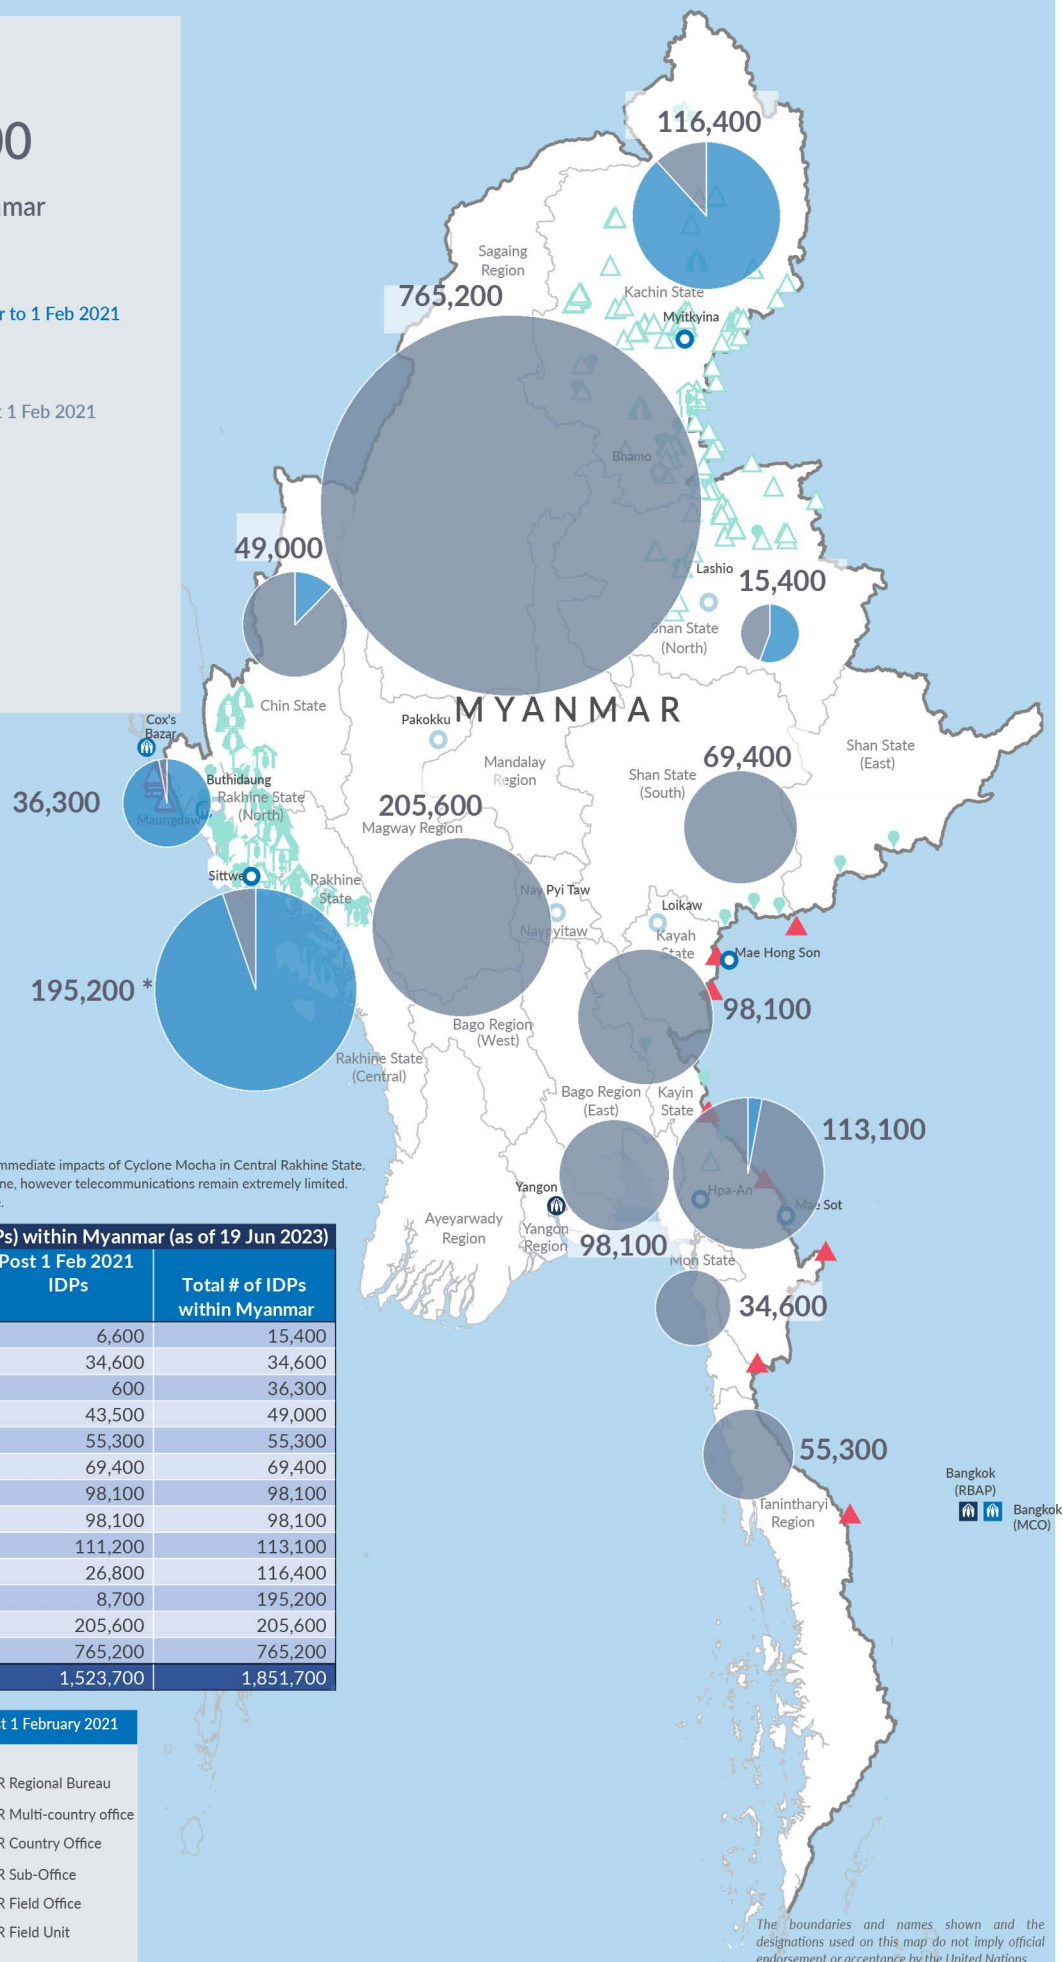 00
mar
r to 1 Feb 2021
1 Feb 2021
116,400
Sagaing
Region
765,200
Kachin State
Myitkyina
Bhamo
49,000
Lashio
15,400
Shan State
(North)
Chin State
MYANMAR
Pakokku
Cox's
Bazar
Mandalay
Region
Shan State
(East)
69,400
Shan State
(South)
Buthidaung
36,300
Rakhine State
(North)
Maungdaw
205,600
Magway Region
Sittwe
Rakhine
State
Nay Pyi Taw
Naypyitaw
Loikaw
Kayah
State
Mae Hong Son
195,200 *
98,100
Bago Region
(West)
Rakhine State
(Central)
Bago Region
(East)
Kayin
State
113,100
Hpa-An
Mae Sot
Yangon
Ayeyarwady
Region
Yangon
Region
98,100
Mon State
34,600
55,300
Tanintharyi
Region
Bangkok
(RBAP)
Bangkok
(MCO)
mmediate impacts of Cyclone Mocha in Central Rakhine State.
ne, however telecommunications remain extremely limited.
Ps) within Myanmar (as of 19 Jun 2023)
Post 1 Feb 2021
IDPs
Total # of IDPs
within Myanmar
6,600 15,400
34,600 34,600
600 36,300
43,500 49,000
55,300 55,300
69,400 69,400
98,100 98,100
98,100 98,100
111,200 113,100
26,800 116,400
8,700 195,200
205,600 205,600
765,200 765,200
1,523,700 1,851,700
st 1 February 2021
R Regional Bureau
R Multi-country office
R Country Office
R Sub-Office
R Field Office
R Field Unit
The boundaries and names shown and the
designations used on this map do not imply official
endorsement or acceptance by the United Nations